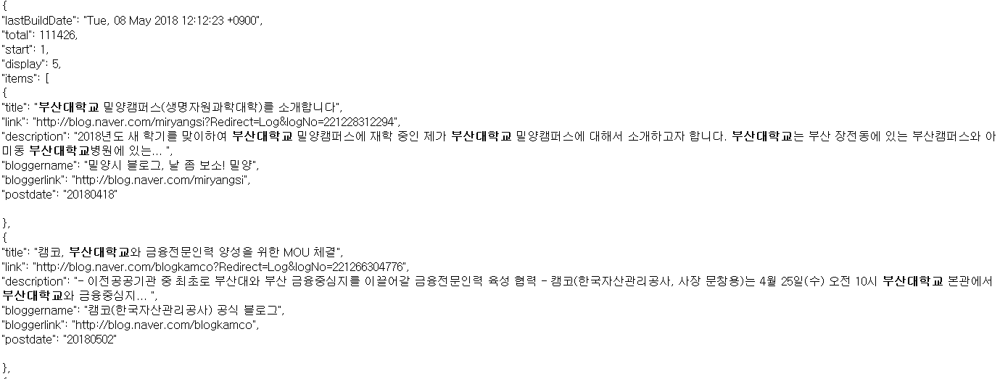 {
"lastBuildDate": "Tue, 08 May 2018 12:12:23 +0900",
"total": 111426,
"start": 1,
"display": 5,
"items": [
{
"title": "부산대학교 밀양캠퍼스(생명자원과학대학)를 소개합니다",
"link": "http://blog.naver.com/miryangsi?Redirect=Log&logNo=221228312294",
"description": "2018년도 새 학기를 맞이하여 부산대학교 밀양캠퍼스에 재학 중인 제가 부산대학교 밀양캠퍼스에 대해서 소개하고자 합니다. 부산대학교는 부산 장전동에 있는 부산캠퍼스와 아
미동 부산대학교병원에 있는... ",
"bloggername": "밀양시 블로그, 날 좀 보소! 밀양",
"bloggerlink": "http://blog.naver.com/miryangsi",
"postdate": "20180418"
},
{
"title": "캠코, 부산대학교와 금융전문인력 양성을 위한 MOU 체결",
"link": "http://blog.naver.com/blogkamco?Redirect=Log&logNo=221266304776",
"description": "- 이전공공기관 중 최초로 부산대와 부산 금융중심지를 이끌어갈 금융전문인력 육성 협력 - 캠코(한국자산관리공사, 사장 문창용)는 4월 25일(수) 오전 10시 부산대학교 본관에서
부산대학교와 금융중심지... ",
"bloggername": "캠코(한국자산관리공사) 공식 블로그",
"bloggerlink": "http://blog.naver.com/blogkamco",
"postdate": "20180502"
},